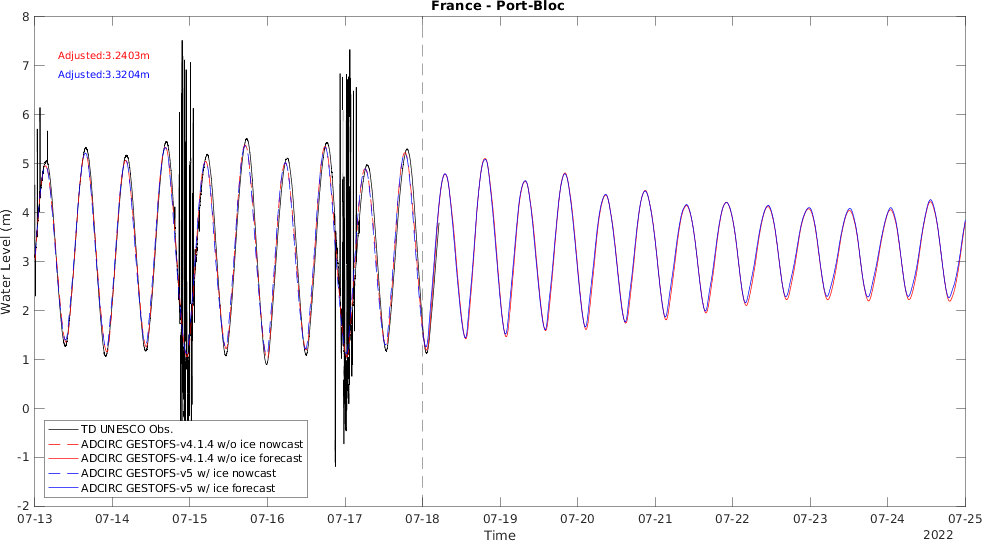 France - Port-Bloc
8
7
6
5
4
3
2
1
0
-1
-2
Water Level (m)
Adjusted:3.2403m
Adjusted:3.3204m
TD UNESCO Obs.
ADCIRC GESTOFS-v4.1.4 w/o ice nowcast
ADCIRC GESTOFS-v4.1.4 w/o ice forecast
ADCIRC GESTOFS-v5 w/ ice nowcast
ADCIRC GESTOFS-v5 w/ ice forecast
07-13 07-14 07-15 07-16 07-17 07-18 07-19 07-20 07-21 07-22 07-23 07-24 07-25
Time
2022